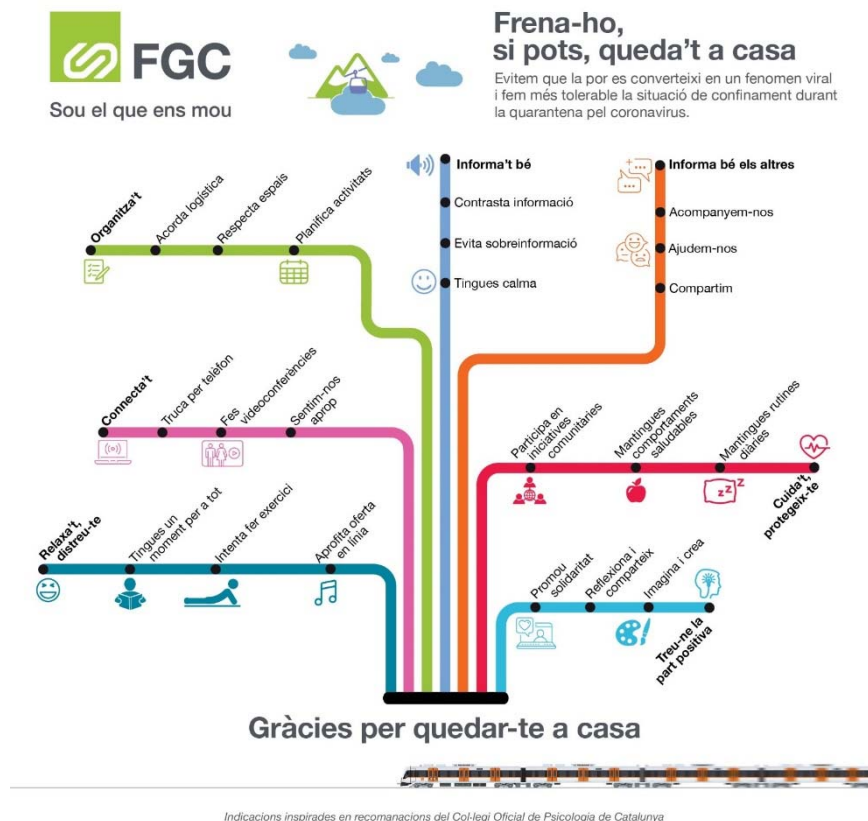 FGC
Sou el que ens mou
Frena-ho,
si pots, queda't a casa
Evitem que la por es converteixi en un fenomen viral
i fem més tolerable la situació de confinament durant
la quarantena pel coronavirus.
Organitza't
Acorda logística
Respecta espais
Planifica activitats
Informa't bé
Contrasta informació
Evita sobreinformació
Tingues calma
Informa bé els altres
Acompanyem-nos
Ajudem-nos
Compartim
Connecta't
Truca per telèfon
Fes
videoconferències
Sentim-nos
aprop
Participa en
iniciatives
comunitàries
Mantingues
comportaments
saludables
Mantingues rutines
diàries
zzZ
Cuida't,
protegeix-te
Relaxa't,
distreu-te
Tingues un
moment per a tot
Intenta fer exercici
Aprofita oferta
en línia
Promou
solidaritat
Reflexiona i
comparteix
Imagina i crea
Treu-ne la
part positiva
Gràcies per quedar-te a casa
Indicacions inspirades en recomanacions del Col·legi Oficial de Psicologia de Catalunya